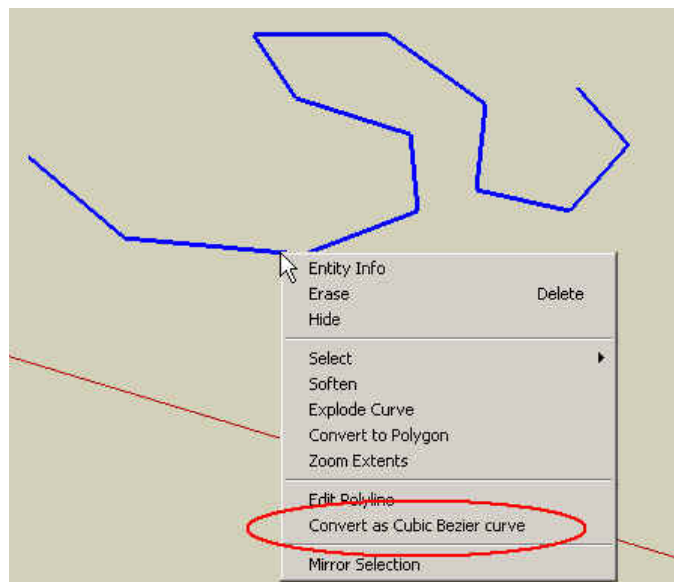 Entity Info
Erase Delete
Hide
Select
Soften
Explode Curve
Convert to Polygon
Zoom Extents
Edit Polyline
Convert as Cubic Bezier curve
Mirror Selection